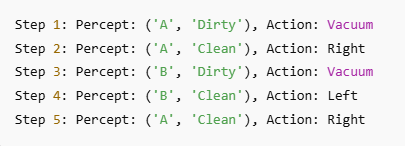 Step 1: Percept: ('A', 'Dirty'), Action: Vacuum
Step 2: Percept: ('A', 'Clean'), Action: Right
Step 3: Percept: ('B', 'Dirty'), Action: Vacuum
Step 4: Percept: ('B', 'Clean'), Action: Left
Step 5: Percept: ('A', 'Clean'), Action: Right